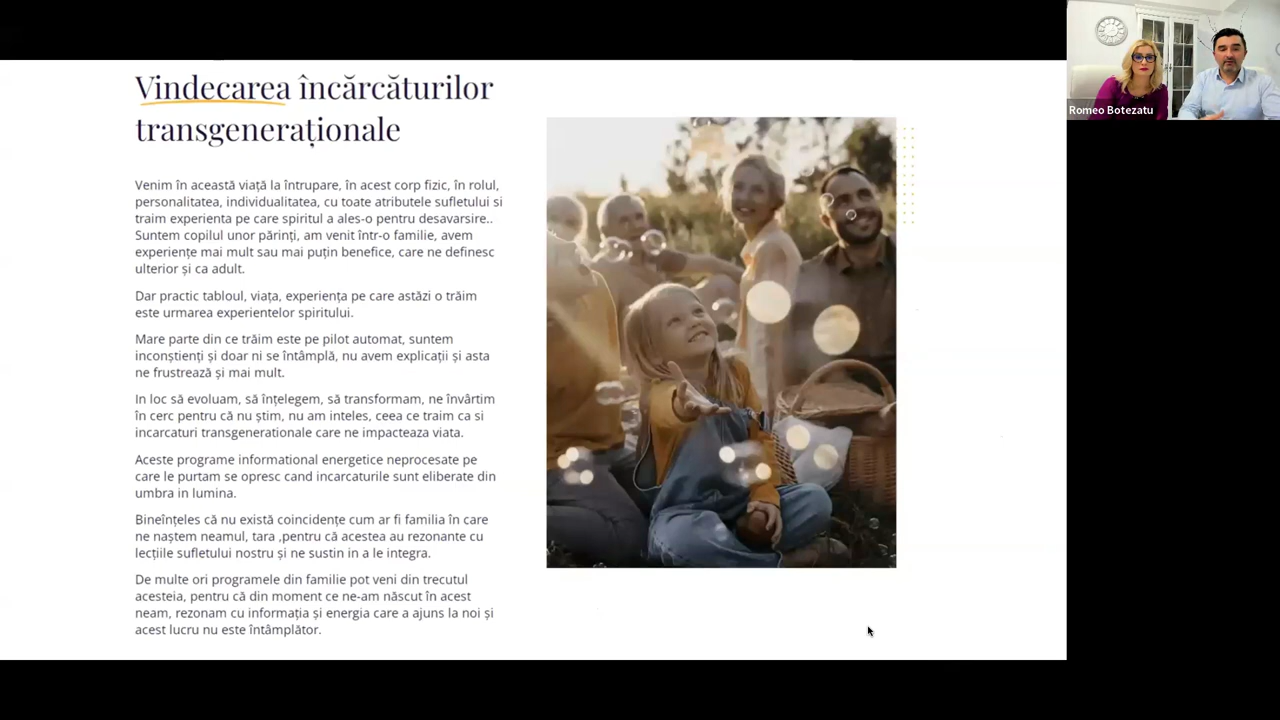 Vindecarea încărcăturilor
transgeneraționale
Venim în această viață la întrupare, în acest corp fizic, în rolul,
personalitatea, individualitatea, cu toate atributele sufletului si
traim experienta pe care spiritul a ales-o pentru desavarsire..
Suntem copilul unor părinți, am venit într-o familie, avem
experiențe mai mult sau mai puțin benefice, care ne definesc
ulterior și ca adult.
Dar practic tabloul, viața, experiența pe care astăzi o trăim
este urmarea experientelor spiritului.
Mare parte din ce trăim este pe pilot automat, suntem
inconștienți și doar ni se întâmplă, nu avem explicații și asta
ne frustrează și mai mult.
In loc să evoluam, să înțelegem, să transformam, ne învârtim
în cerc pentru că nu știm, nu am inteles, ceea ce traim ca si
incarcaturi transgenerationale care ne impacteaza viata.
Aceste programe informational energetice neprocesate pe
care le purtam se opresc cand incarcaturile sunt eliberate din
umbra in lumina.
Bineînțeles că nu există coincidențe cum ar fi familia în care
ne naștem neamul, tara ,pentru că acestea au rezonante cu
lecțiile sufletului nostru și ne sustin in a le integra.
De multe ori programele din familie pot veni din trecutul
acesteia, pentru că din moment ce ne-am născut în acest
neam, rezonam cu informația și energia care a ajuns la noi și
acest lucru nu este întâmplător.
Romeo Botezatu